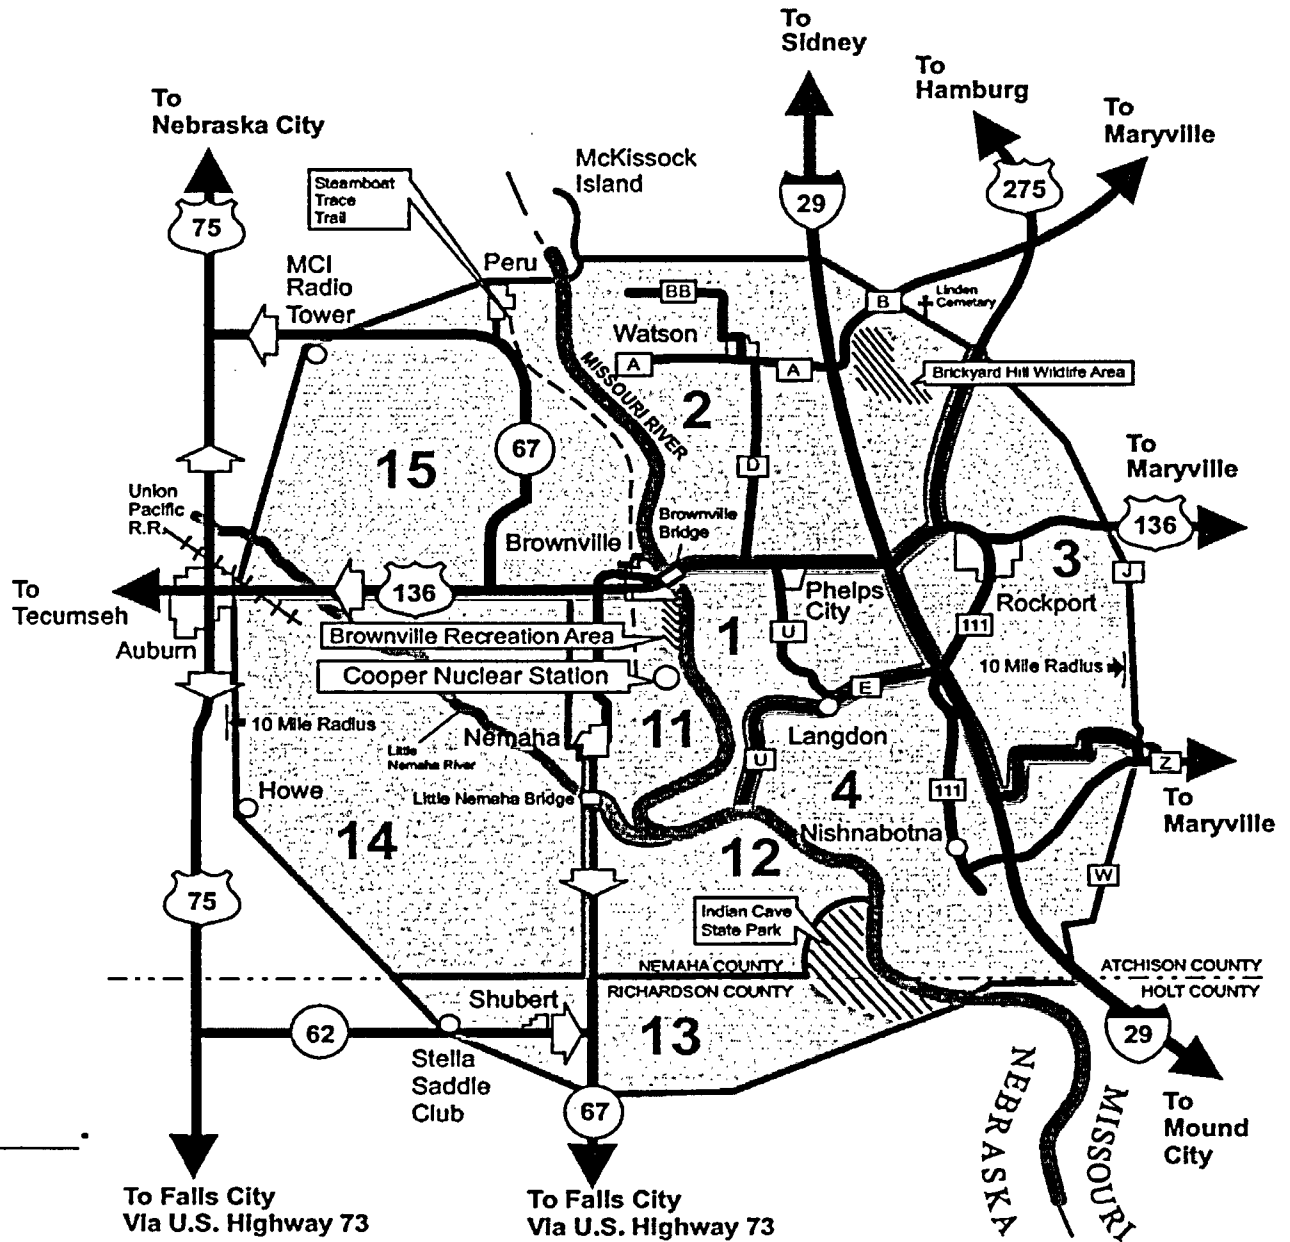 To
Sidney
To
Hamburg
To
Maryville
To
Nebraska City
McKissock
Island
Steamboat
Trace
Trail
29
275
75
MCI
Radio
Tower
Peru
BB
B
Linden
Cemetary
Watson
A
A
Brickyard Hill Wildlife Area
MISSOURI RIVER
2
67
15
D
To
Maryville
136
Union
Pacific
R.R.
Brownville
Bridge
Brownville
3
J
To
Tecumseh
136
Phelps
City
Rockport
Auburn
Brownville Recreation Area
1
U
111
Cooper Nuclear Station
10 Mile Radius
E
10 Mile Radius
11
Nemaha
Little
Nemaha River
Langdon
U
Z
To
Maryville
Howe
Little Nemaha Bridge
4
111
14
Nishnabotna
12
W
75
Indian Cave
State Park
NEMAHA COUNTY
ATCHISON COUNTY
RICHARDSON COUNTY
HOLT COUNTY
Shubert
62
13
29
Stella
Saddle
Club
67
NEBRASKA
MISSOURI
To
Mound
City
To Falls City
Via U.S. Highway 73
To Falls City
Via U.S. Highway 73